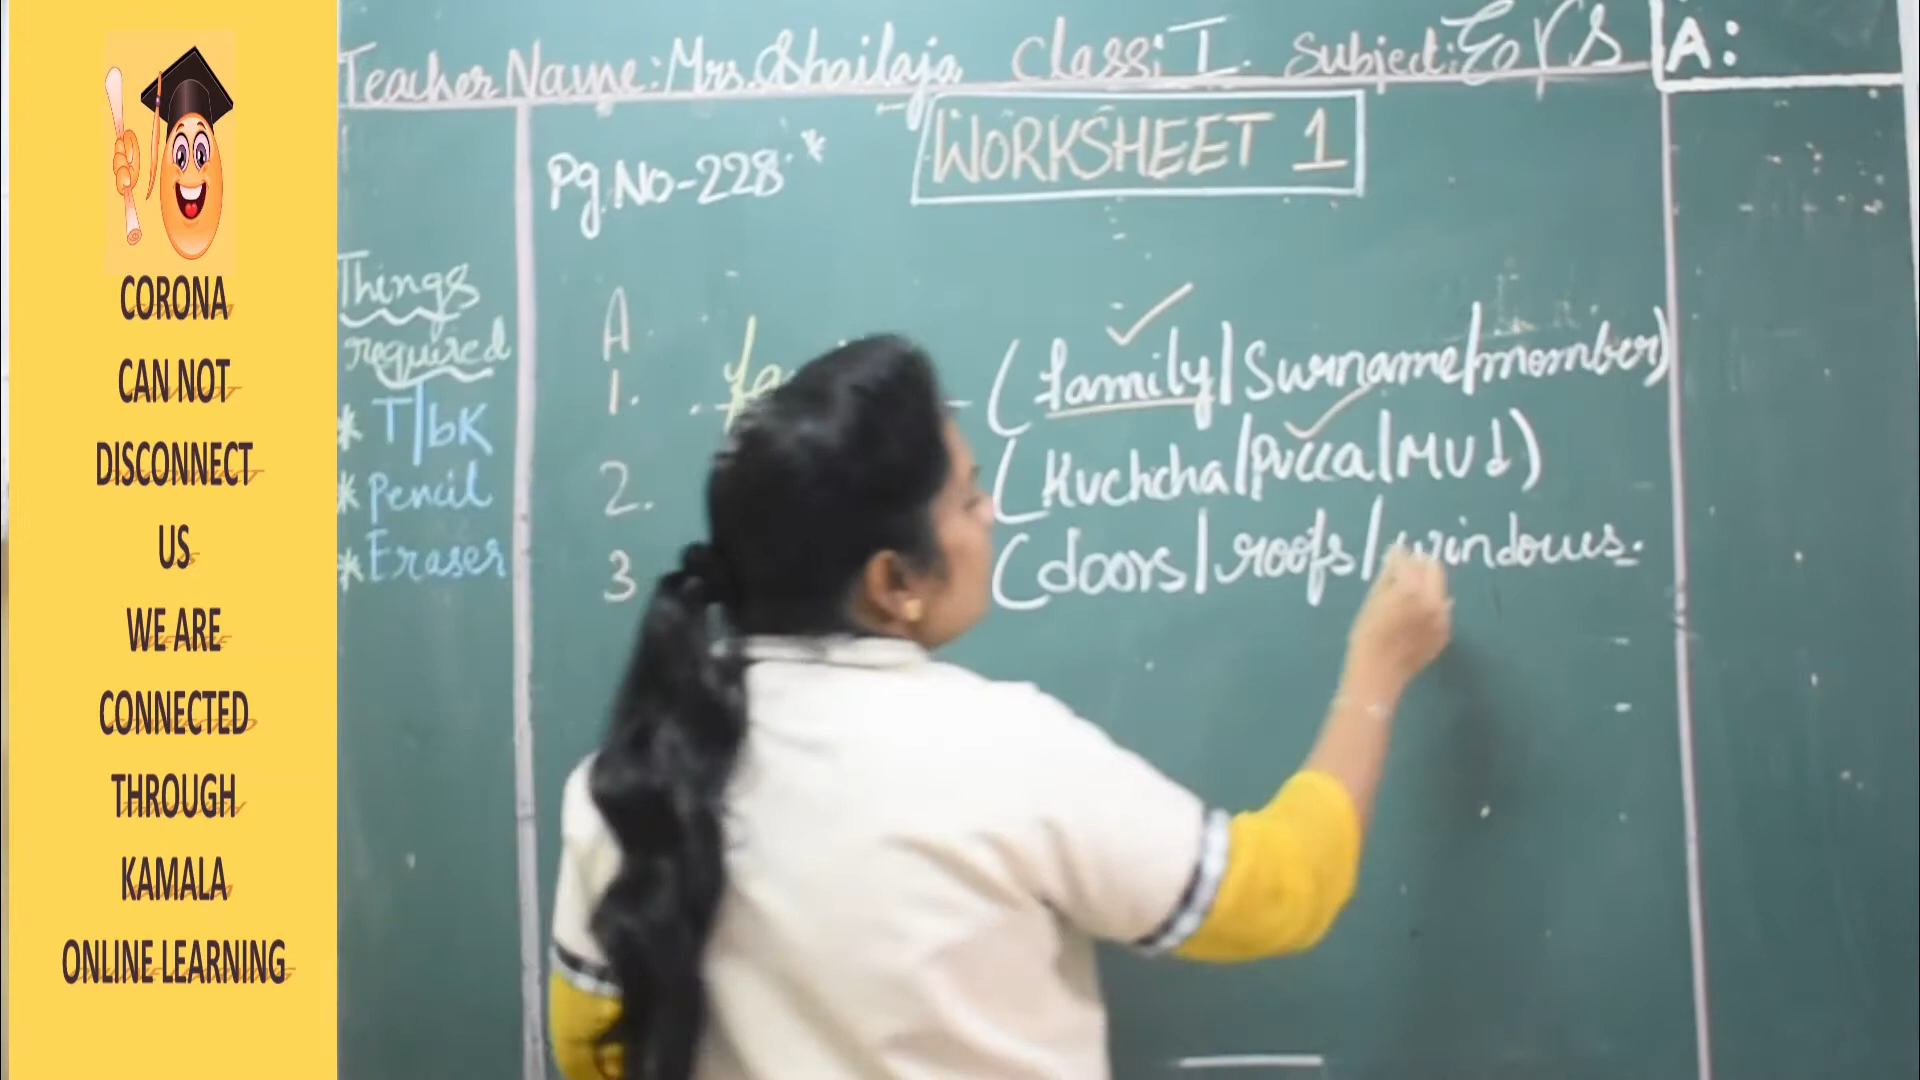 CORONA
CAN NOT
DISCONNECT
US
WE ARE
CONNECTED
THROUGH
KAMALA
ONLINE LEARNING
Teacher Name: Mrs. Shailaja Class: I Subject: EVS
A:
WORKSHEET 1
Pg.No-228
Things
required
* T/bK
* Pencil
* Eraser
A
1. (family/Surname/member)
2. (Kuchcha/Pucca/MUd)
3 (doors/roofs/windows.